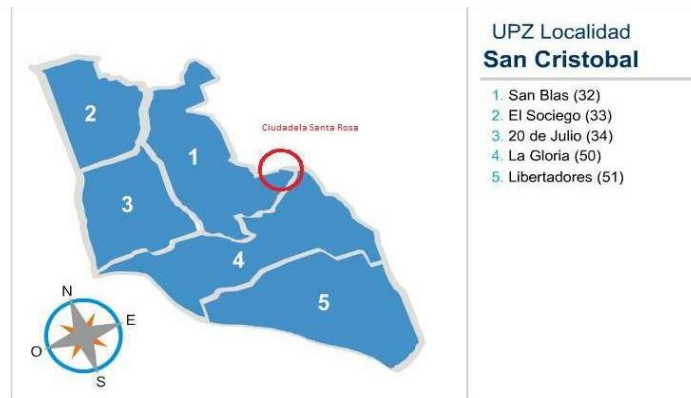 UPZ Localidad
San Cristobal
1. San Blas (32)
2. El Sociego (33)
3. 20 de Julio (34)
4. La Gloria (50)
5. Libertadores (51)
Ciudadela Santa Rosa
2
1
3
4
5
N
E
O
S